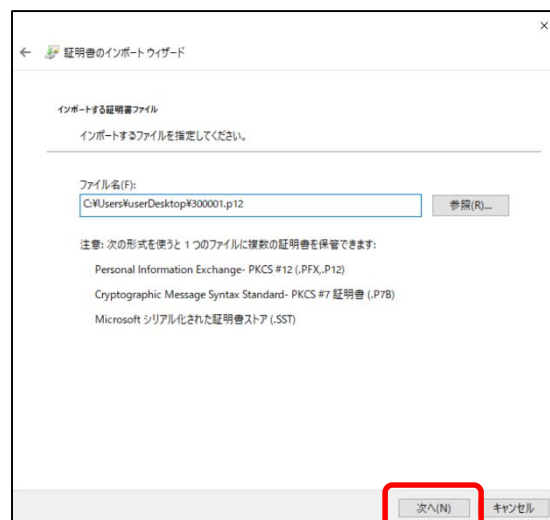 証明書のインポート ウィザード
インポートする証明書ファイル
インポートするファイルを指定してください。
ファイル名(F):
C:¥Users¥userDesktop¥300001.p12
参照(R)...
注意: 次の形式を使うと 1 つのファイルに複数の証明書を保管できます:
Personal Information Exchange- PKCS #12 (.PFX,.P12)
Cryptographic Message Syntax Standard- PKCS #7 証明書 (.P7B)
Microsoft シリアル化された証明書ストア (.SST)
次へ(N)
キャンセル